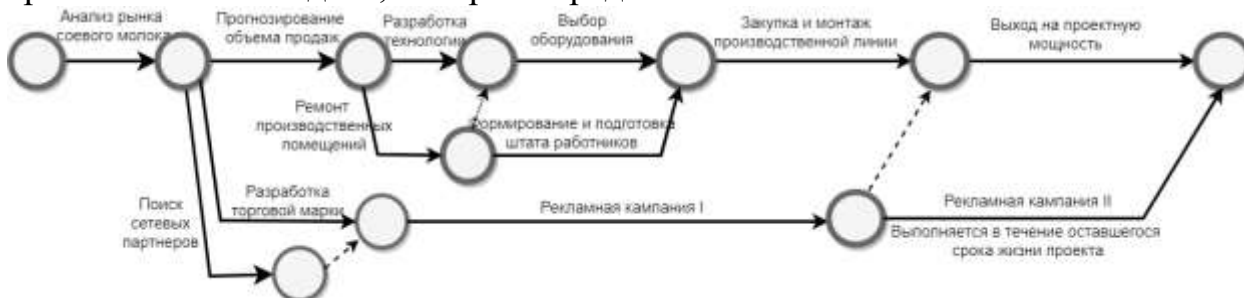 Анализ рынка
соевого молока
Прогнозирование
объема продаж
Разработка
технологии
Выбор
оборудования
Закупка и монтаж
производственной линии
Выход на проектную
мощность
Ремонт
производственных
помещений
Формирование и подготовка
штата работников
Поиск
сетевых
партнеров
Разработка
торговой марки
Рекламная кампания I
Рекламная кампания II
Выполняется в течение оставшегося
срока жизни проекта